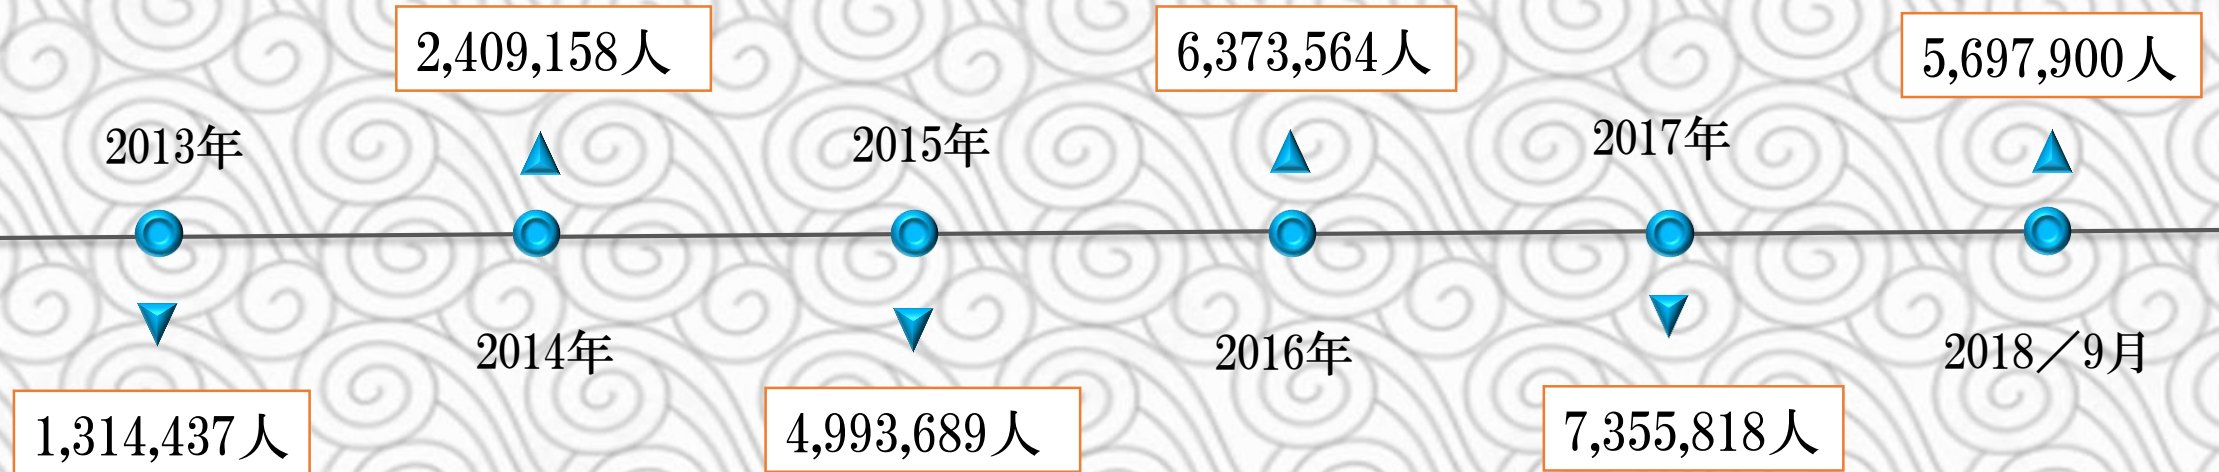 2013年
1,314,437人
2,409,158人
2014年
2015年
4,993,689人
6,373,564人
2016年
2017年
7,355,818人
5,697,900人
2018／9月